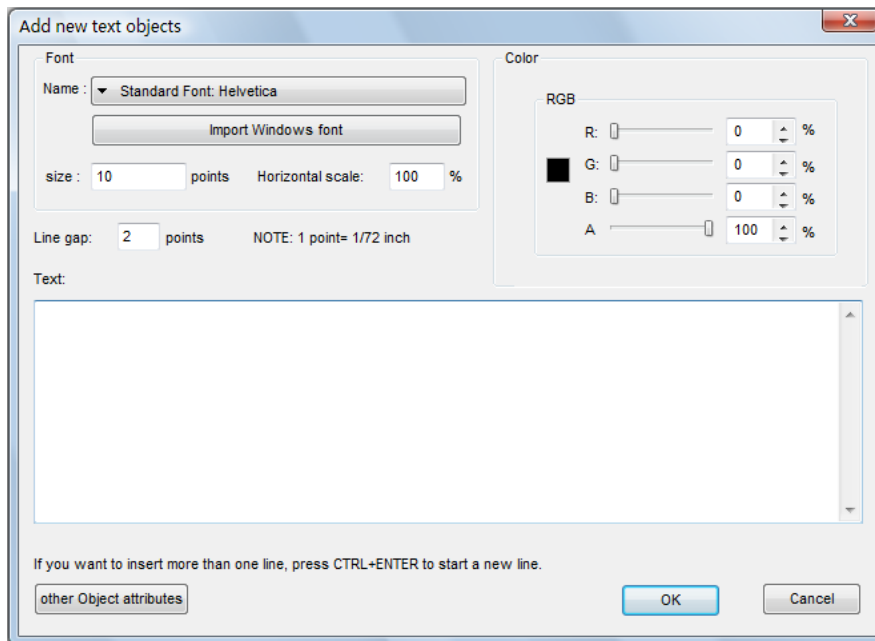 Add new text objects
Font
Name : Standard Font: Helvetica
Import Windows font
size : 10 points Horizontal scale: 100 %
Line gap: 2 points NOTE: 1 point= 1/72 inch
Color
RGB
R: 0 %
G: 0 %
B: 0 %
A 100 %
Text:
If you want to insert more than one line, press CTRL+ENTER to start a new line.
other Object attributes OK Cancel